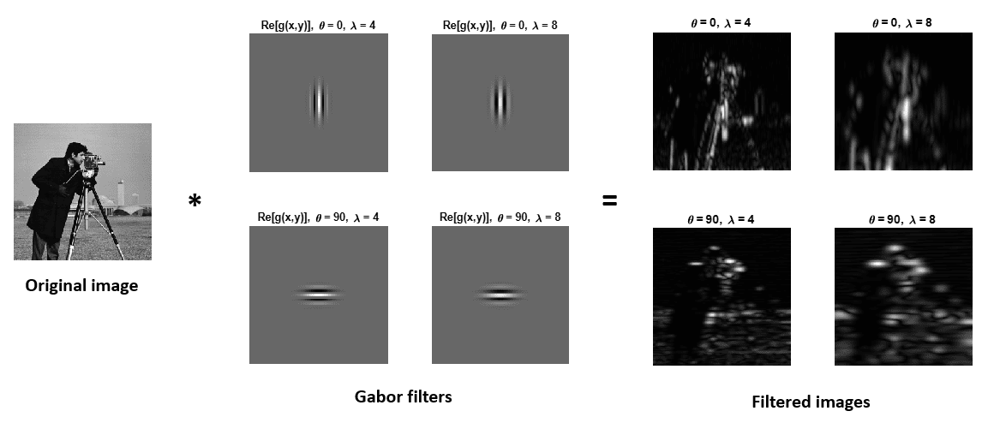 Re[g(x,y)], θ = 0, λ = 4
Re[g(x,y)], θ = 0, λ = 8
θ = 0, λ = 4
θ = 0, λ = 8
*
=
Re[g(x,y)], θ = 90, λ = 4
Re[g(x,y)], θ = 90, λ = 8
θ = 90, λ = 4
θ = 90, λ = 8
Original image
Gabor filters
Filtered images